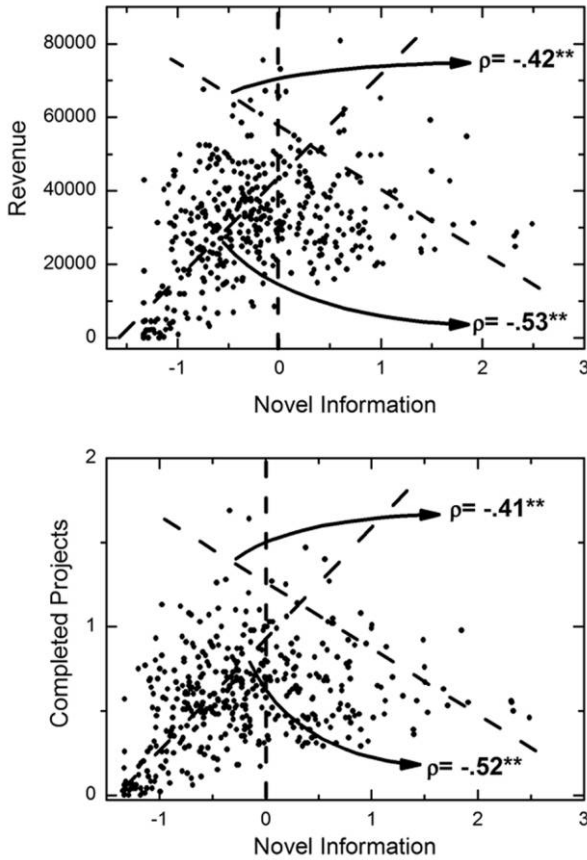 80000
60000
40000
20000
0
Revenue
ρ= -.42**
ρ= -.53**
-1 0 1 2 3
Novel Information
2
1
0
Completed Projects
ρ= -.41**
ρ= -.52**
-1 0 1 2 3
Novel Information